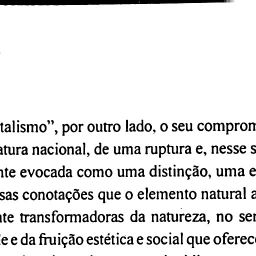 talismo”, por outro lado, o seu comprom
atura nacional, de uma ruptura e, nesse s
nte evocada como uma distinção, uma e
sas conotações que o elemento natural a
nte transformadoras da natureza, no ser
e e da fruição estética e social que oferec